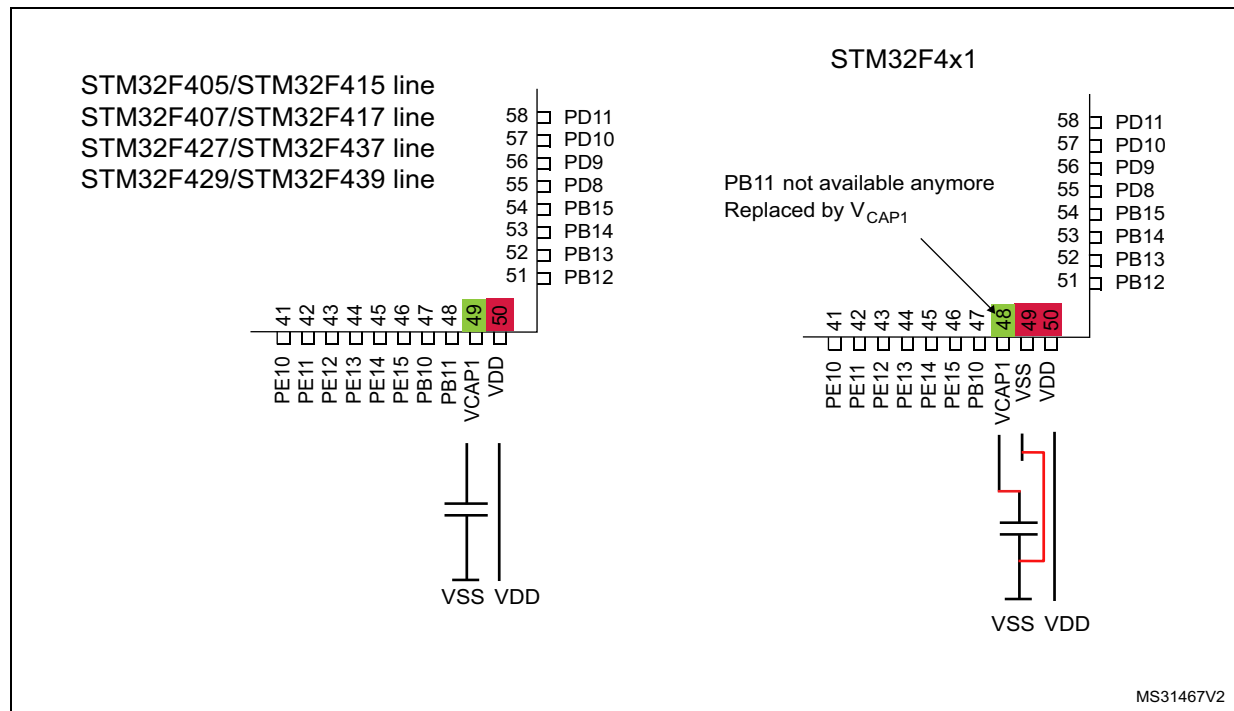 STM32F405/STM32F415 line
STM32F407/STM32F417 line
STM32F427/STM32F437 line
STM32F429/STM32F439 line
58 PD11
57 PD10
56 PD9
55 PD8
54 PB15
53 PB14
52 PB13
51 PB12
41 42 43 44 45 46 47 48 49 50
PE10 PE11 PE12 PE13 PE14 PE15 PB10 PB11 VCAP1 VDD
VSS VDD
STM32F4x1
58 PD11
57 PD10
56 PD9
55 PD8
54 PB15
53 PB14
52 PB13
51 PB12
PB11 not available anymore
Replaced by VCAP1
41 42 43 44 45 46 47 48 49 50
PE10 PE11 PE12 PE13 PE14 PE15 PB10 VCAP1 VSS VDD
VSS VDD
MS31467V2